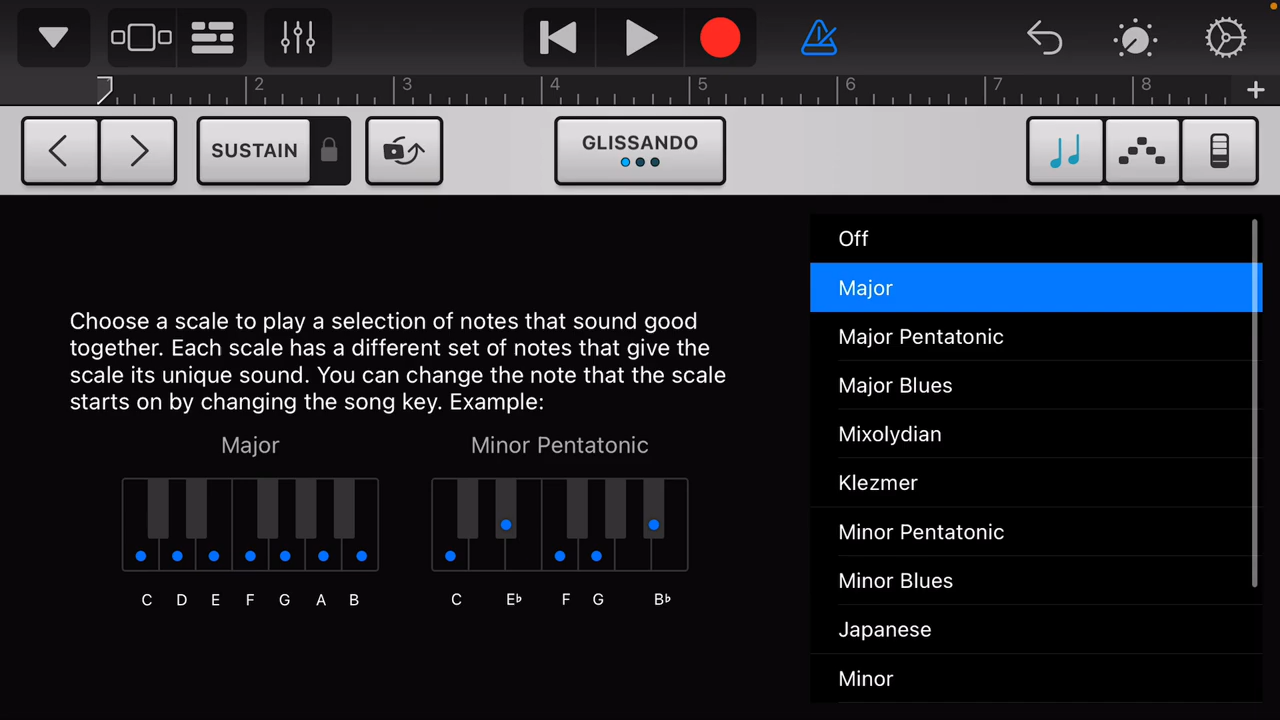 2
3
4
5
6
7
8
+
SUSTAIN
GLISSANDO
Choose a scale to play a selection of notes that sound good
together. Each scale has a different set of notes that give the
scale its unique sound. You can change the note that the scale
starts on by changing the song key. Example:
Major
Minor Pentatonic
C D E F G A B
C E♭ F G B♭
Off
Major
Major Pentatonic
Major Blues
Mixolydian
Klezmer
Minor Pentatonic
Minor Blues
Japanese
Minor